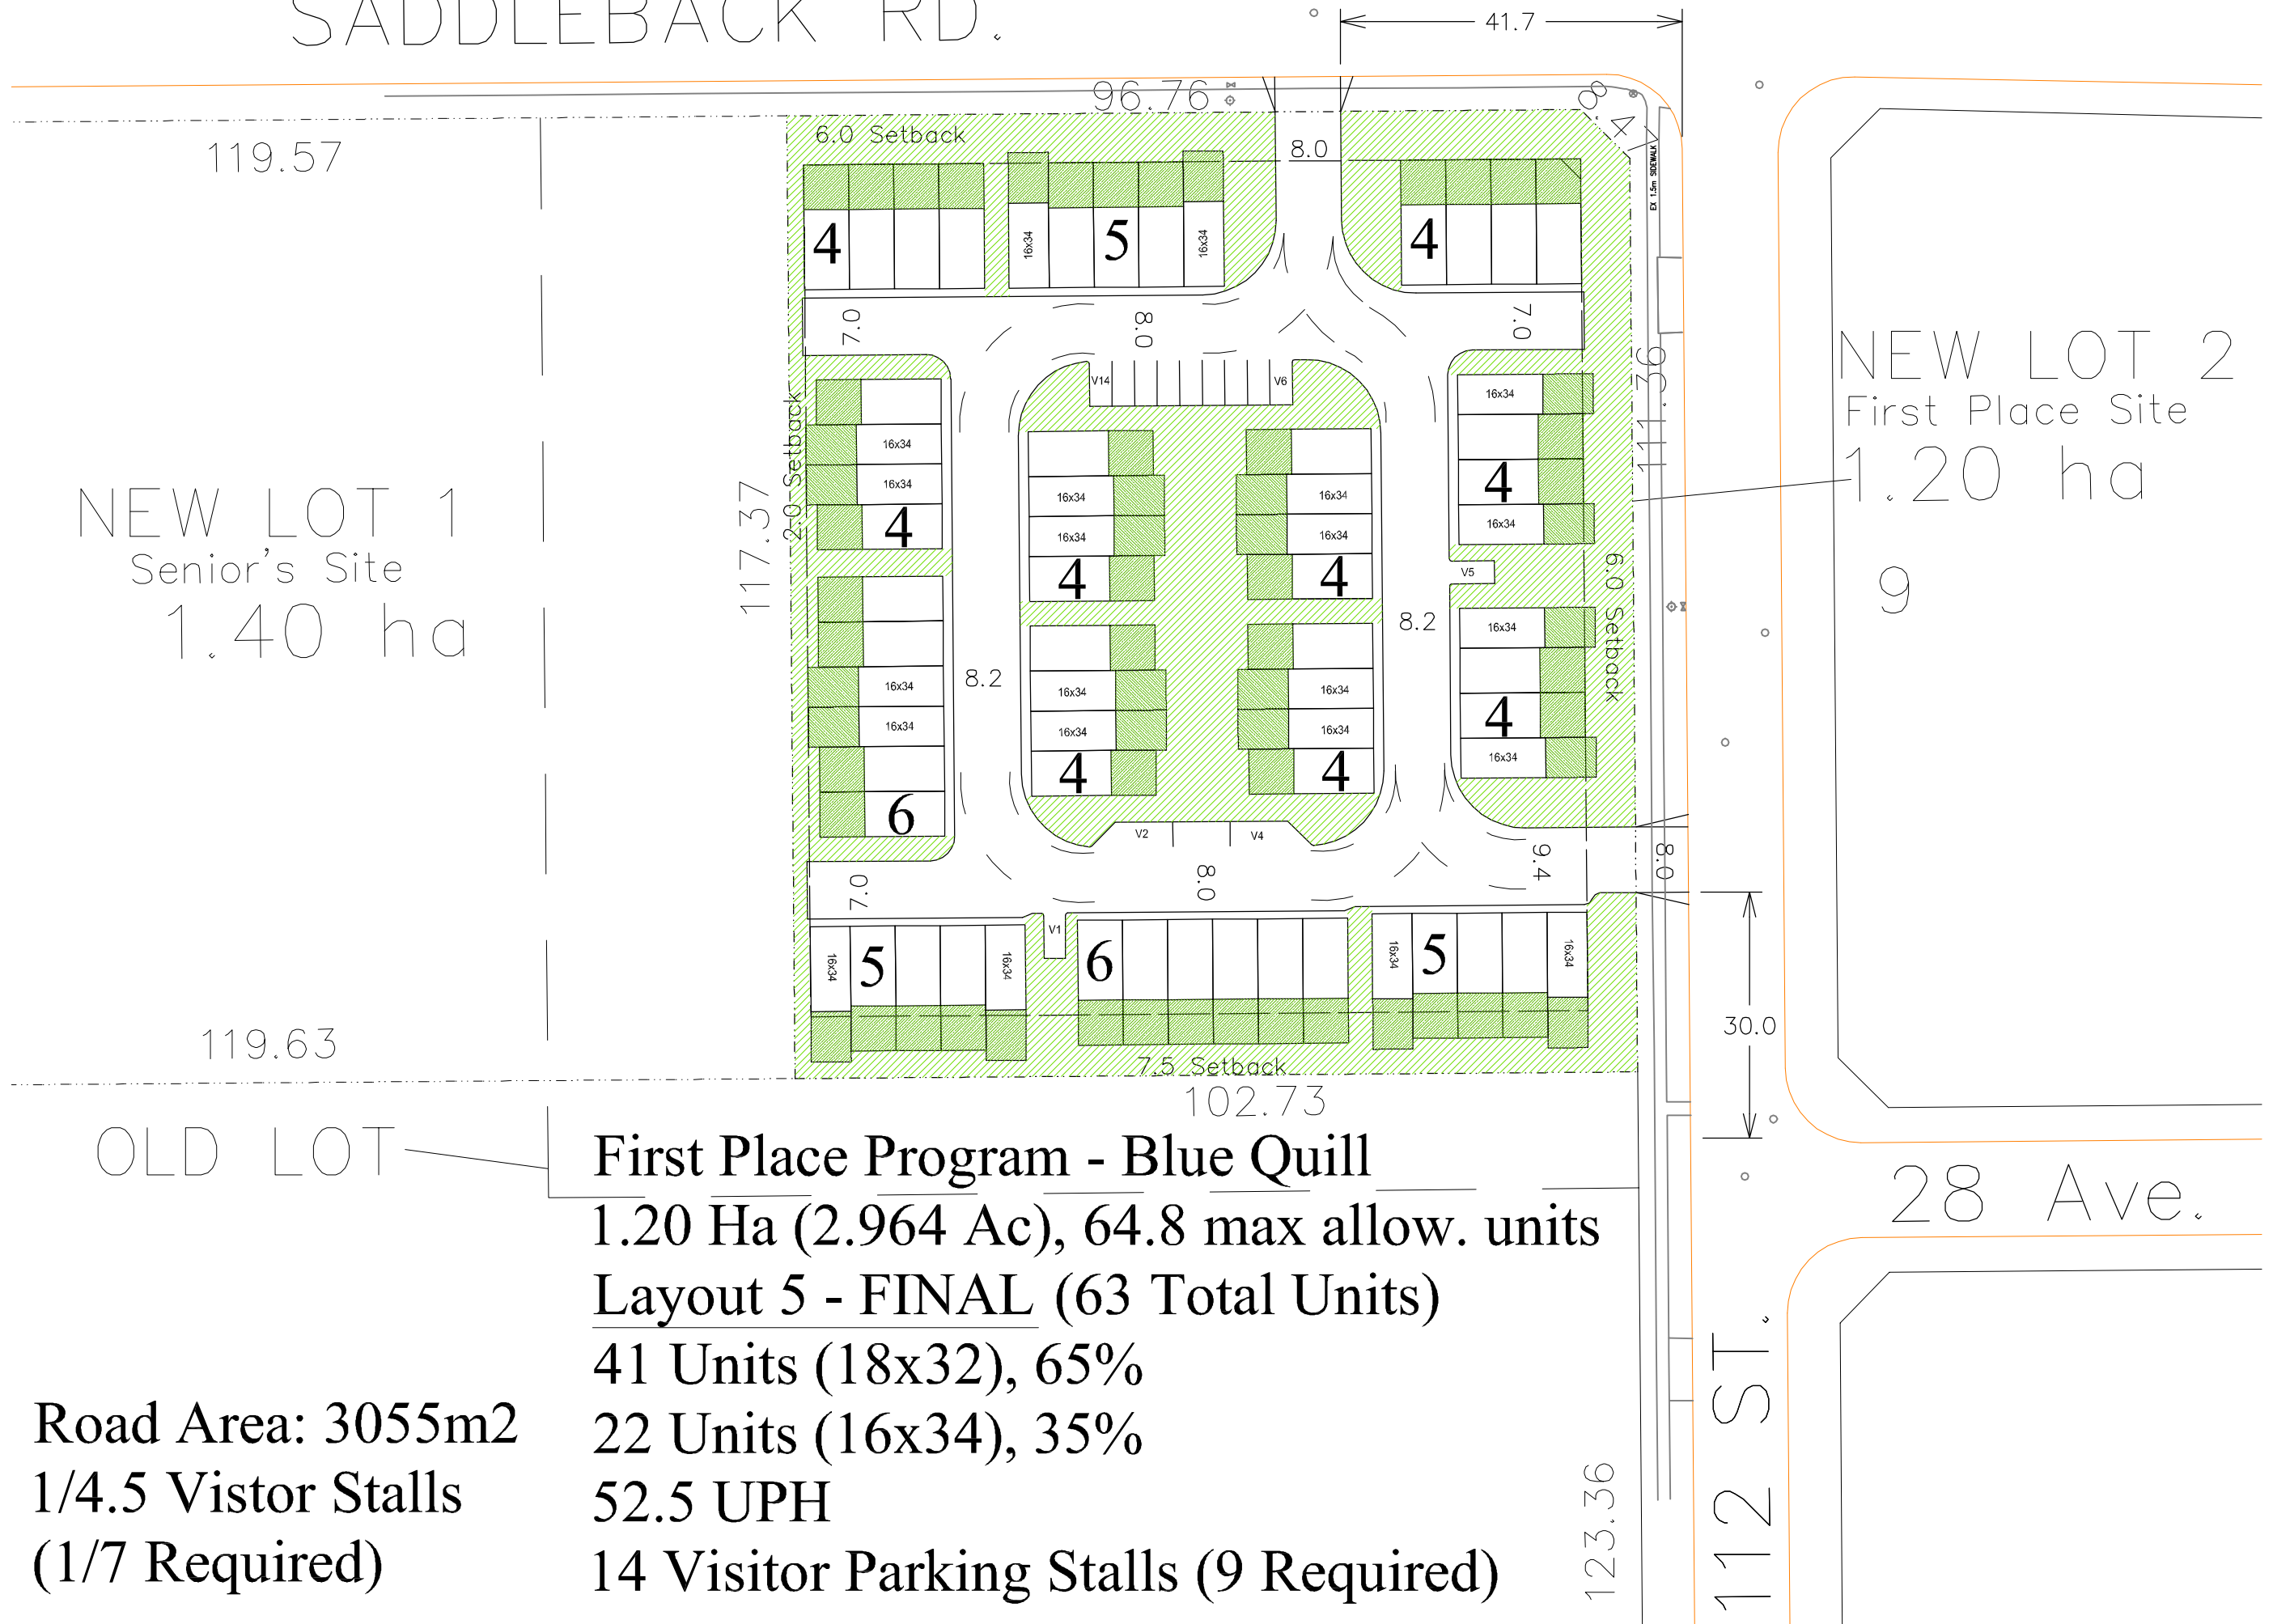 SADDLEBACK RD.
41.7
96.76
8.47
6.0 Setback
8.0
119.57
EX 1.5m SIDEWALK
4
5
4
16x34
16x34
7.0
8.0
7.0
111.36
NEW LOT 2
First Place Site
1.20 ha
9
V14
V6
16x34
16x34
16x34
4
2.0 Setback
117.37
NEW LOT 1
Senior's Site
1.40 ha
16x34
16x34
4
16x34
16x34
4
16x34
4
16x34
V5
6.0 Setback
8.2
8.2
16x34
16x34
6
16x34
16x34
4
16x34
16x34
4
16x34
4
16x34
V2
V4
7.0
8.0
9.4
8.0
V1
16x34
5
16x34
6
16x34
5
16x34
30.0
119.63
7.5 Setback
102.73
OLD LOT
28 Ave.
112 ST.
123.36
First Place Program - Blue Quill
1.20 Ha (2.964 Ac), 64.8 max allow. units
Layout 5 - FINAL (63 Total Units)
41 Units (18x32), 65%
22 Units (16x34), 35%
52.5 UPH
14 Visitor Parking Stalls (9 Required)
Road Area: 3055m2
1/4.5 Vistor Stalls
(1/7 Required)